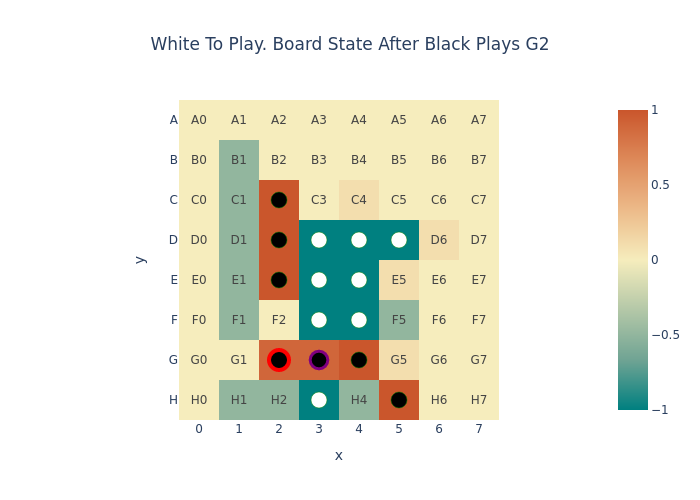 White To Play. Board State After Black Plays G2
A A0 A1 A2 A3 A4 A5 A6 A7 1
B B0 B1 B2 B3 B4 B5 B6 B7 0.5
C C0 C1 C3 C4 C5 C6 C7
D D0 D1 D6 D7
y 0
E E0 E1 E5 E6 E7
F F0 F1 F2 F5 F6 F7 −0.5
G G0 G1 G5 G6 G7
H H0 H1 H2 H4 H6 H7 −1
0 1 2 3 4 5 6 7
x